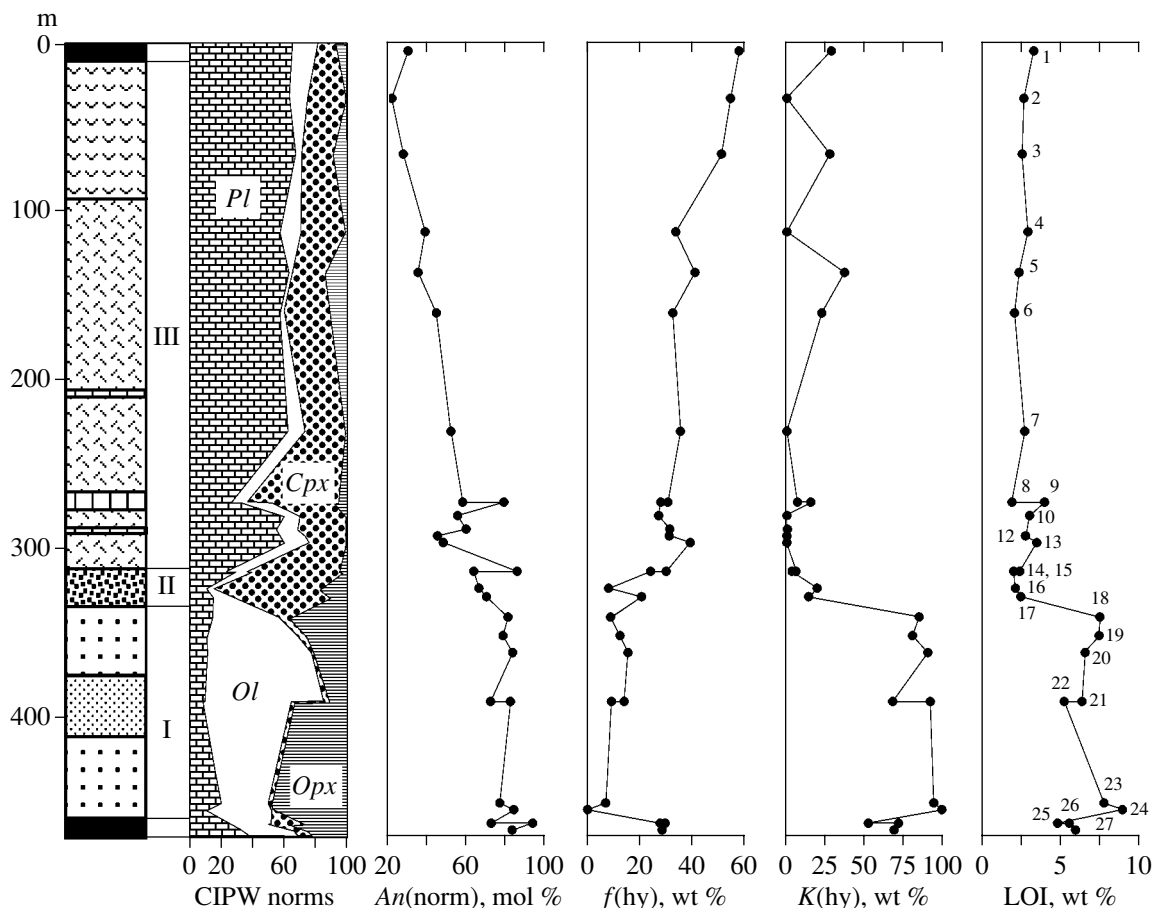 m
0
100
200
300
400
III
II
I
Pl
Cpx
Ol
Opx
0 20 40 60 80 100
CIPW norms
20 60 100
An(norm), mol %
0 20 40 60
f(hy), wt %
0 25 50 75 100
K(hy), wt %
0 5 10
LOI, wt %
1
2
3
4
5
6
7
8 9
10
12
13
14, 15
16
17 18
19
20
22 21
23
24
25 26
27